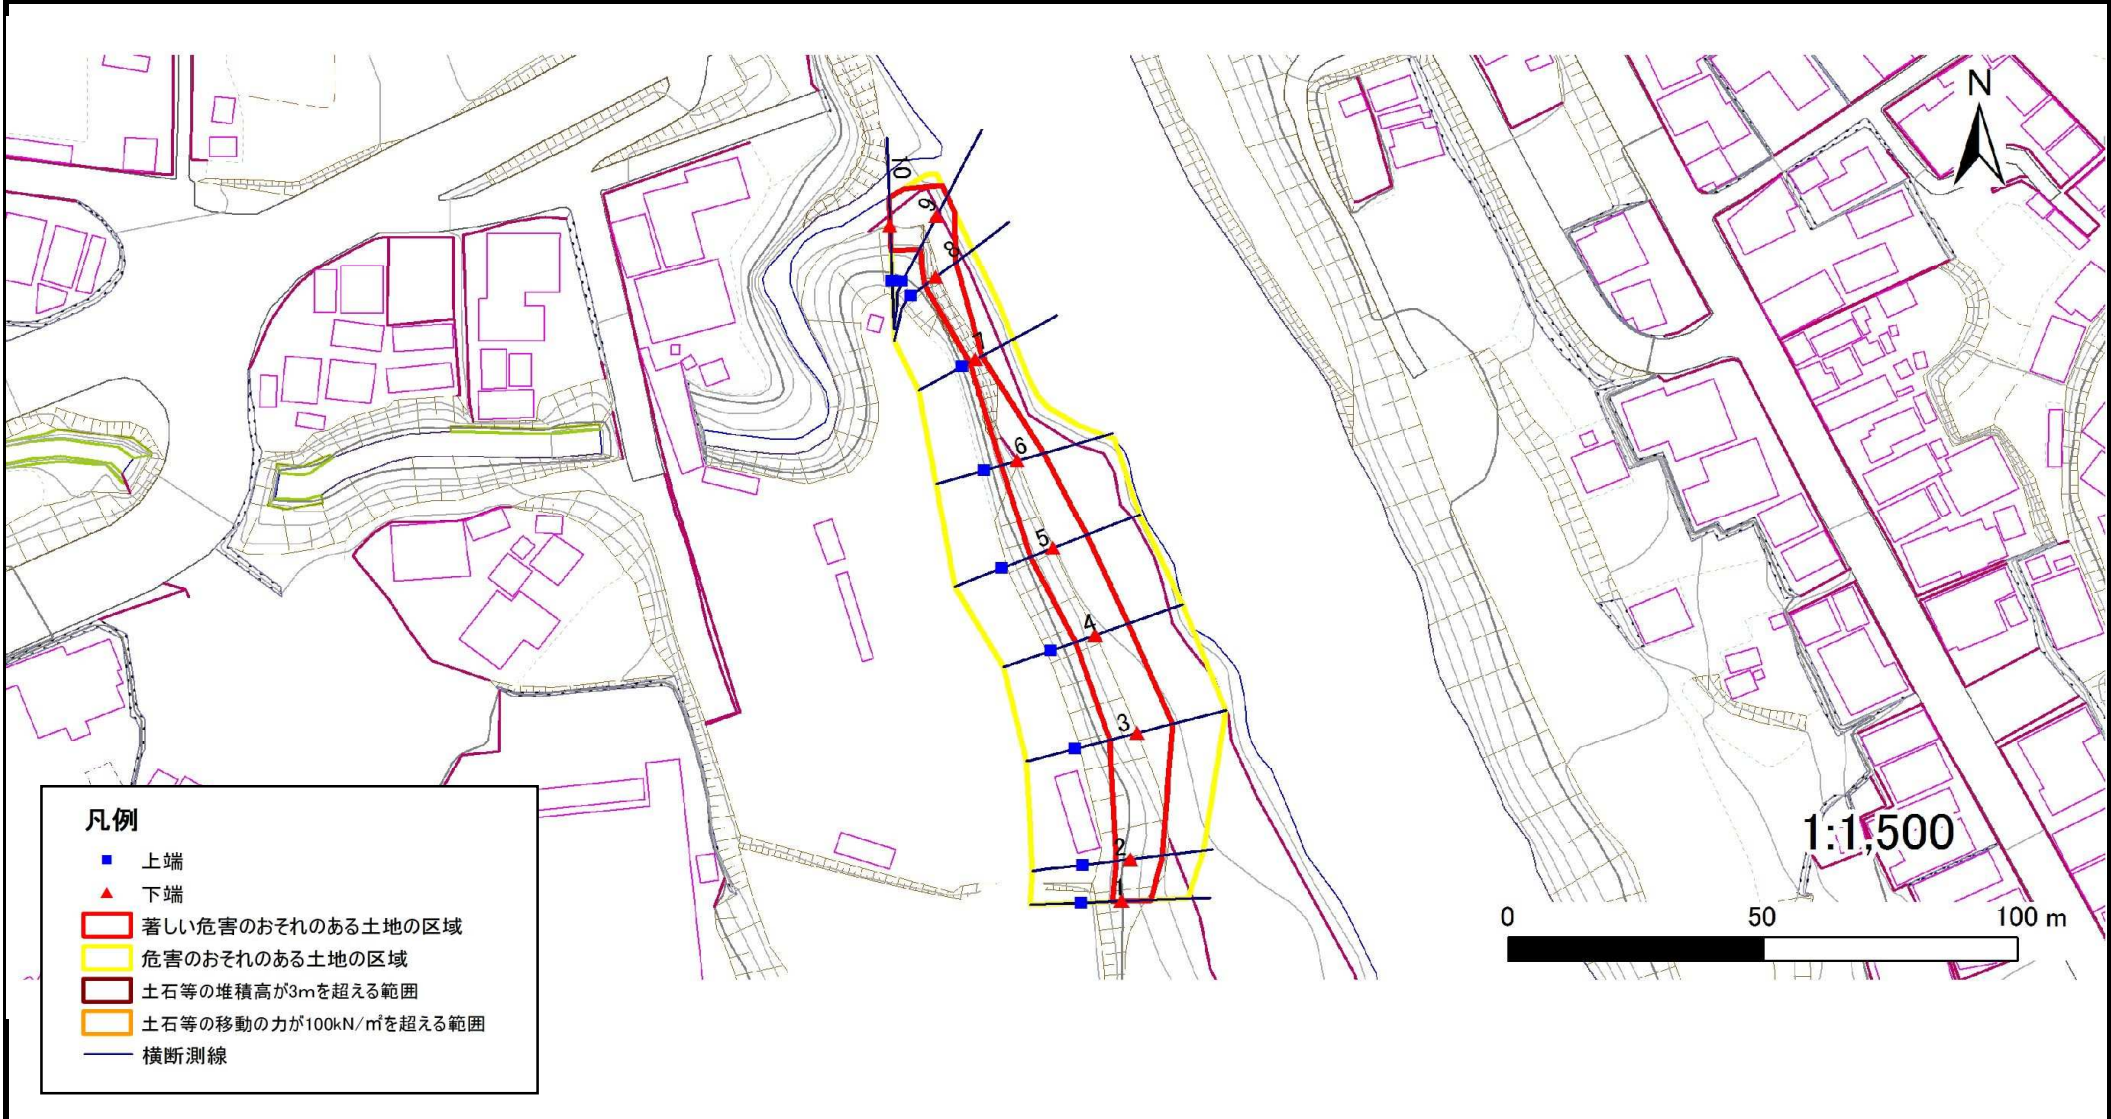 N
10
9
8
7
6
5
4
3
2
1
1:1,500
0 50 100 m
凡例
上端
下端
著しい危害のおそれのある土地の区域
危害のおそれのある土地の区域
土石等の堆積高が3mを超える範囲
土石等の移動の力が100kN/㎡を超える範囲
横断測線